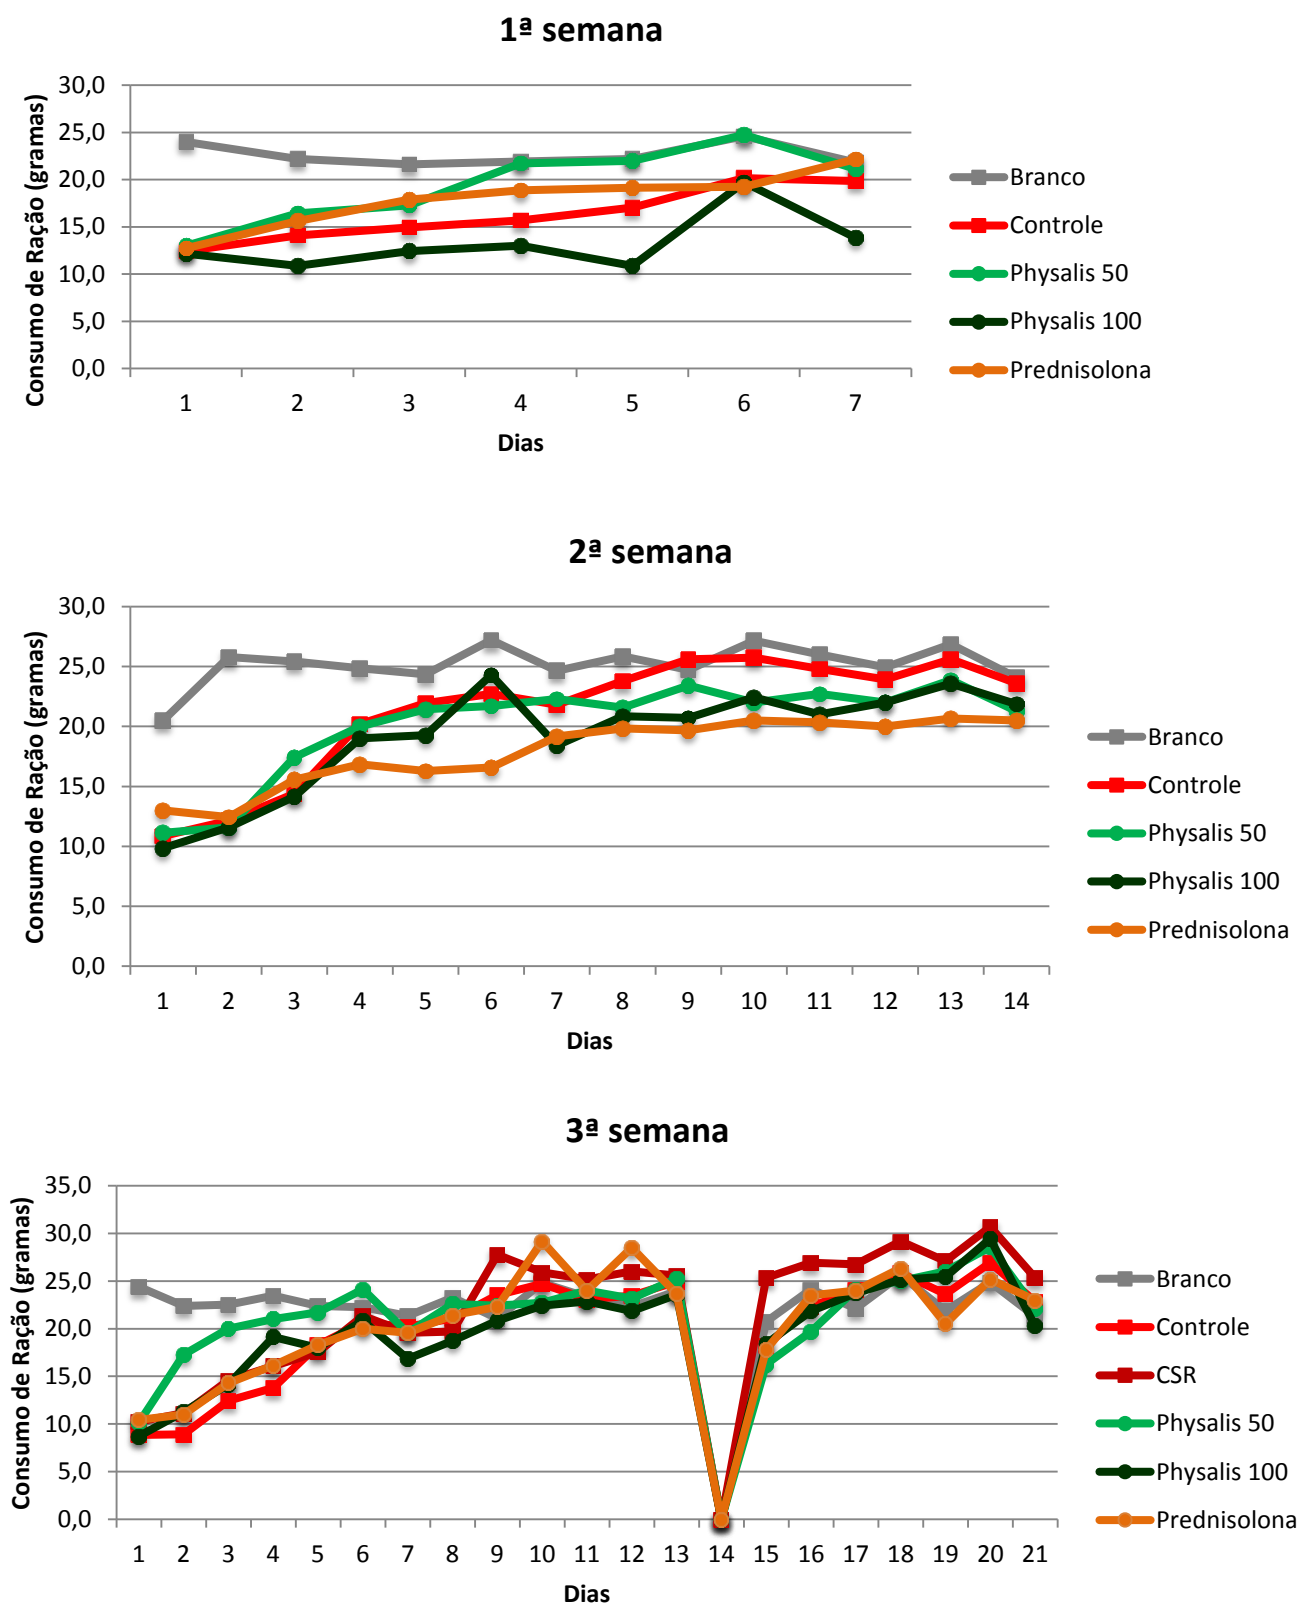 1ª semana
Consumo de Ração (gramas)
30,0
25,0
20,0
15,0
10,0
5,0
0,0
1 2 3 4 5 6 7
Dias
Branco
Controle
Physalis 50
Physalis 100
Prednisolona
2ª semana
Consumo de Ração (gramas)
30,0
25,0
20,0
15,0
10,0
5,0
0,0
1 2 3 4 5 6 7 8 9 10 11 12 13 14
Dias
Branco
Controle
Physalis 50
Physalis 100
Prednisolona
3ª semana
Consumo de Ração (gramas)
35,0
30,0
25,0
20,0
15,0
10,0
5,0
0,0
1 2 3 4 5 6 7 8 9 10 11 12 13 14 15 16 17 18 19 20 21
Dias
Branco
Controle
CSR
Physalis 50
Physalis 100
Prednisolona